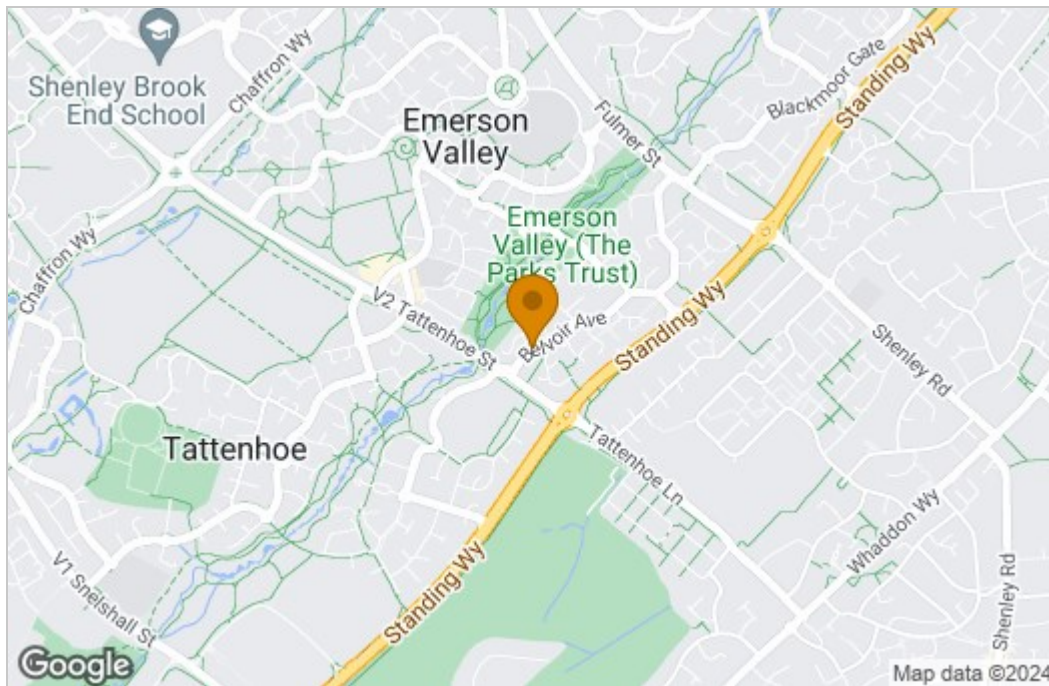 Shenley Brook
End School
Chaffron Wy
Emerson
Valley
Fulmer St
Blackmoor Gate
Standing Wy
Chaffron Wy
Emerson
Valley (The
Parks Trust)
V2 Tattenhoe St
Belvoir Ave
Standing Wy
Shenley Rd
Tattenhoe
Tattenhoe Ln
Whaddon Wy
V1 Snelshall St
Standing Wy
Shenley Rd
Google
Map data ©2024